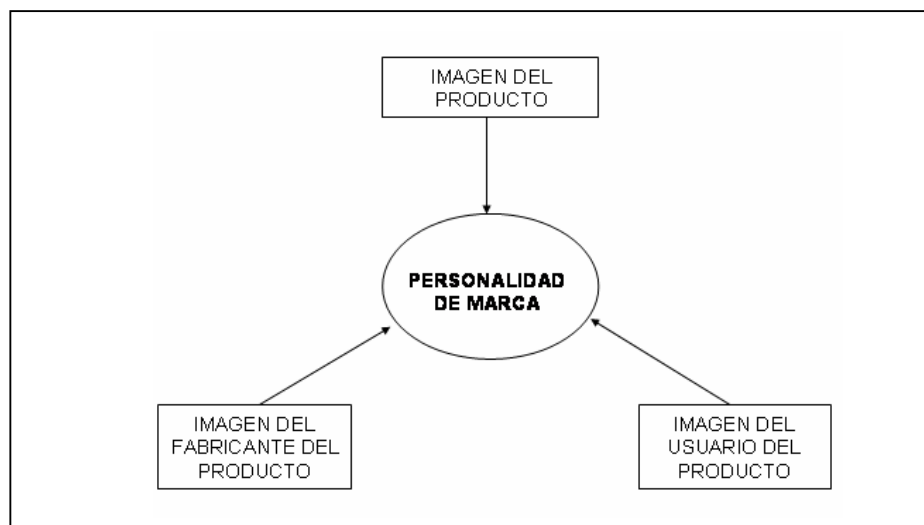 IMAGEN DEL
PRODUCTO
PERSONALIDAD
DE MARCA
IMAGEN DEL
FABRICANTE DEL
PRODUCTO
IMAGEN DEL
USUARIO DEL
PRODUCTO